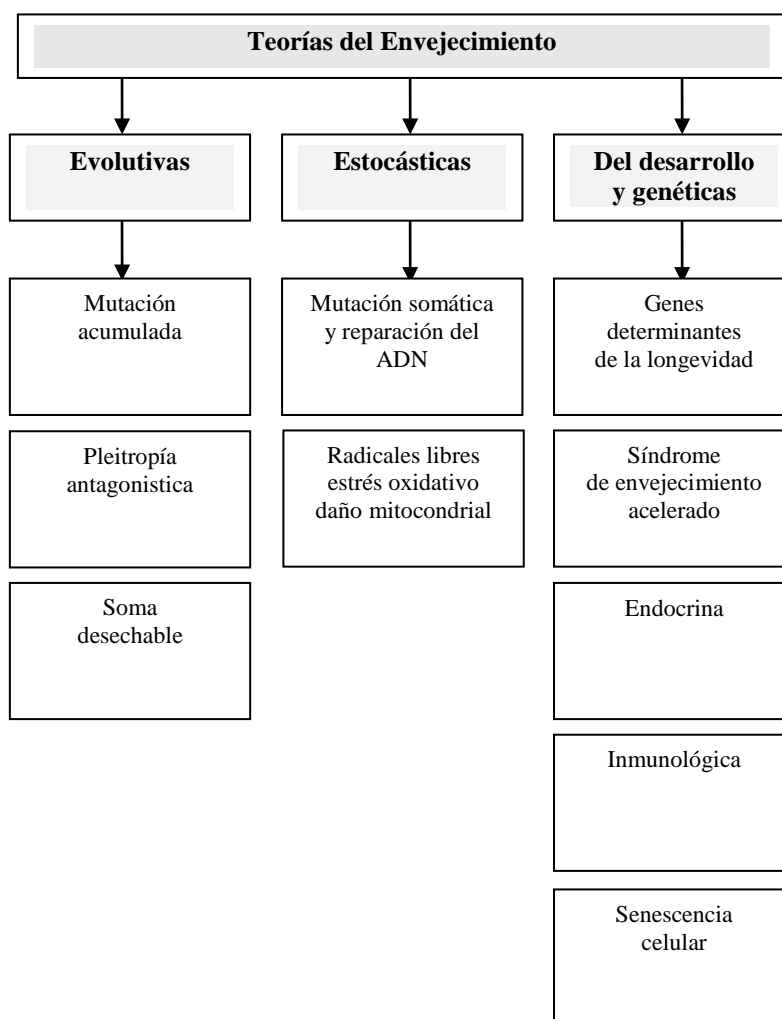 Teorías del Envejecimiento
Evolutivas
Estocásticas
Del desarrollo
y genéticas
Mutación
acumulada
Mutación somática
y reparación del
ADN
Genes
determinantes
de la longevidad
Pleitropía
antagonistica
Radicales libres
estrés oxidativo
daño mitocondrial
Síndrome
de envejecimiento
acelerado
Soma
desechable
Endocrina
Inmunológica
Senescencia
celular